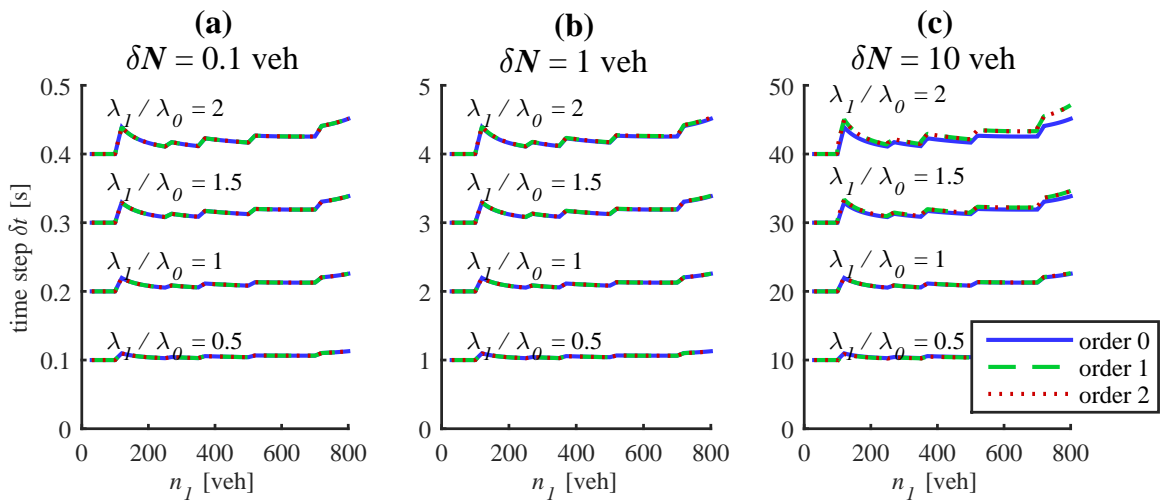 (a)
δN = 0.1 veh
0.5
0.4
0.3
0.2
0.1
0
time step δt [s]
λ1 / λ0 = 2
λ1 / λ0 = 1.5
λ1 / λ0 = 1
λ1 / λ0 = 0.5
0 200 400 600 800
n1 [veh]
(b)
δN = 1 veh
5
4
3
2
1
0
λ1 / λ0 = 2
λ1 / λ0 = 1.5
λ1 / λ0 = 1
λ1 / λ0 = 0.5
0 200 400 600 800
n1 [veh]
(c)
δN = 10 veh
50
40
30
20
10
0
λ1 / λ0 = 2
λ1 / λ0 = 1.5
λ1 / λ0 = 1
λ1 / λ0 = 0.5
0 200 400 600 800
n1 [veh]
order 0
order 1
order 2